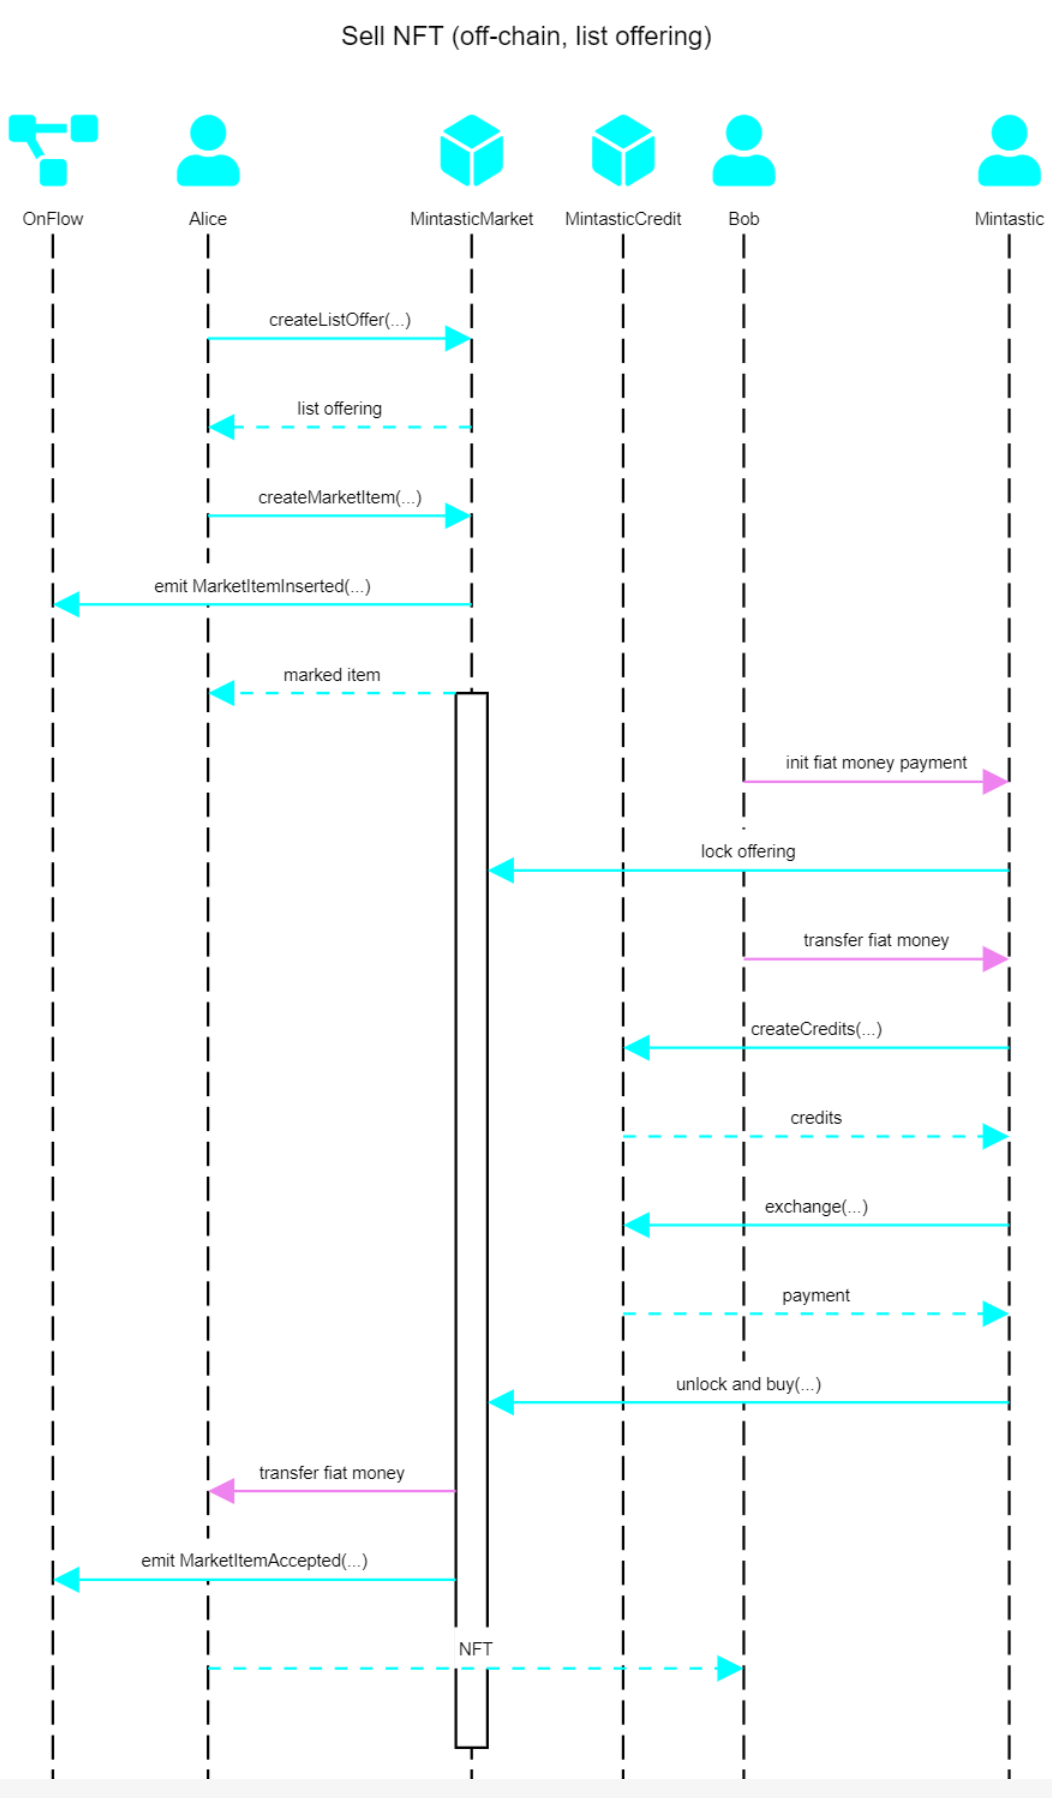 Sell NFT (off-chain, list offering)
OnFlow Alice MintasticMarket MintasticCredit Bob Mintastic
createListOffer(...)
list offering
createMarketItem(...)
emit MarketItemInserted(...)
marked item
init fiat money payment
lock offering
transfer fiat money
createCredits(...)
credits
exchange(...)
payment
unlock and buy(...)
transfer fiat money
emit MarketItemAccepted(...)
NFT